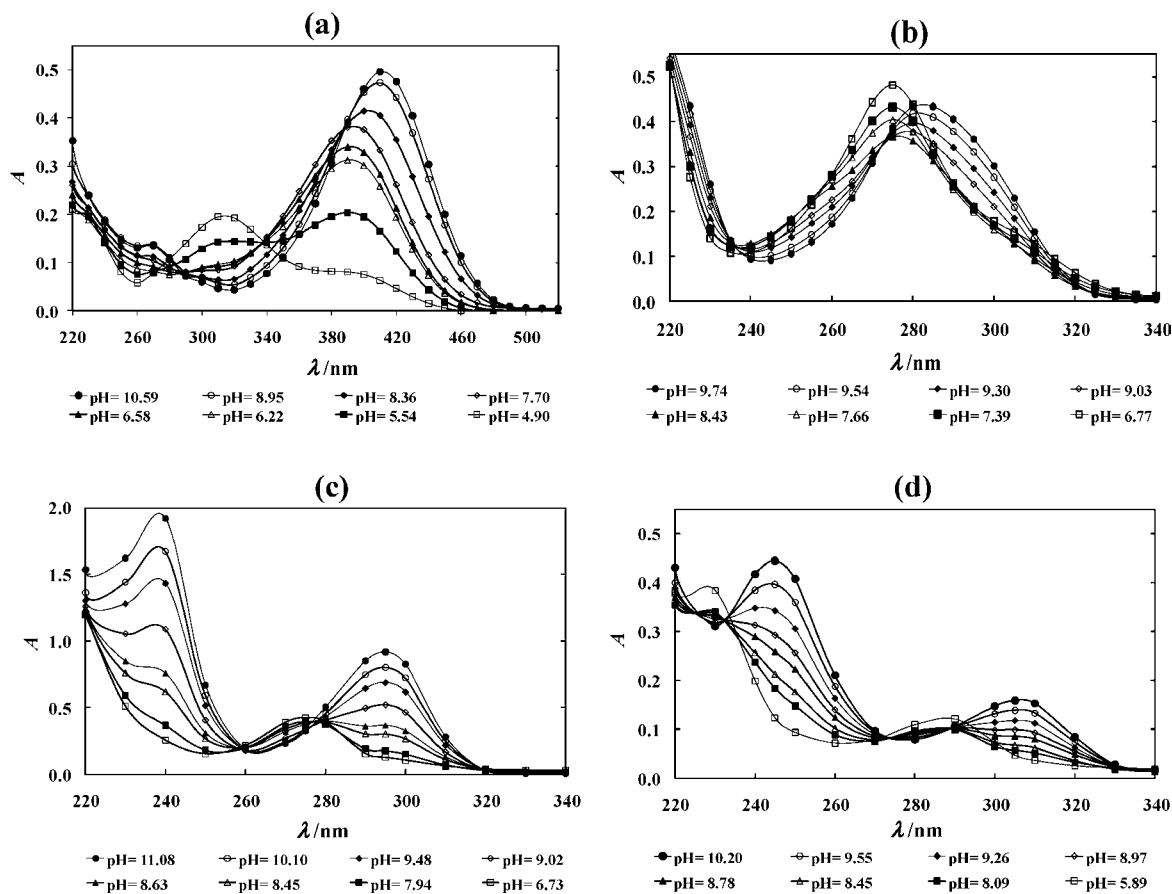 (a)
0.5
0.4
0.3
0.2
0.1
0.0
A
220 260 300 340 380 420 460 500
λ/nm
pH= 10.59 pH= 8.95 pH= 8.36 pH= 7.70
pH= 6.58 pH= 6.22 pH= 5.54 pH= 4.90
(b)
0.5
0.4
0.3
0.2
0.1
0.0
A
220 240 260 280 300 320 340
λ/nm
pH= 9.74 pH= 9.54 pH= 9.30 pH= 9.03
pH= 8.43 pH= 7.66 pH= 7.39 pH= 6.77
(c)
2.0
1.5
1.0
0.5
0.0
A
220 240 260 280 300 320 340
λ/nm
pH= 11.08 pH= 10.10 pH= 9.48 pH= 9.02
pH= 8.63 pH= 8.45 pH= 7.94 pH= 6.73
(d)
0.5
0.4
0.3
0.2
0.1
0.0
A
220 240 260 280 300 320 340
λ/nm
pH= 10.20 pH= 9.55 pH= 9.26 pH= 8.97
pH= 8.78 pH= 8.45 pH= 8.09 pH= 5.89